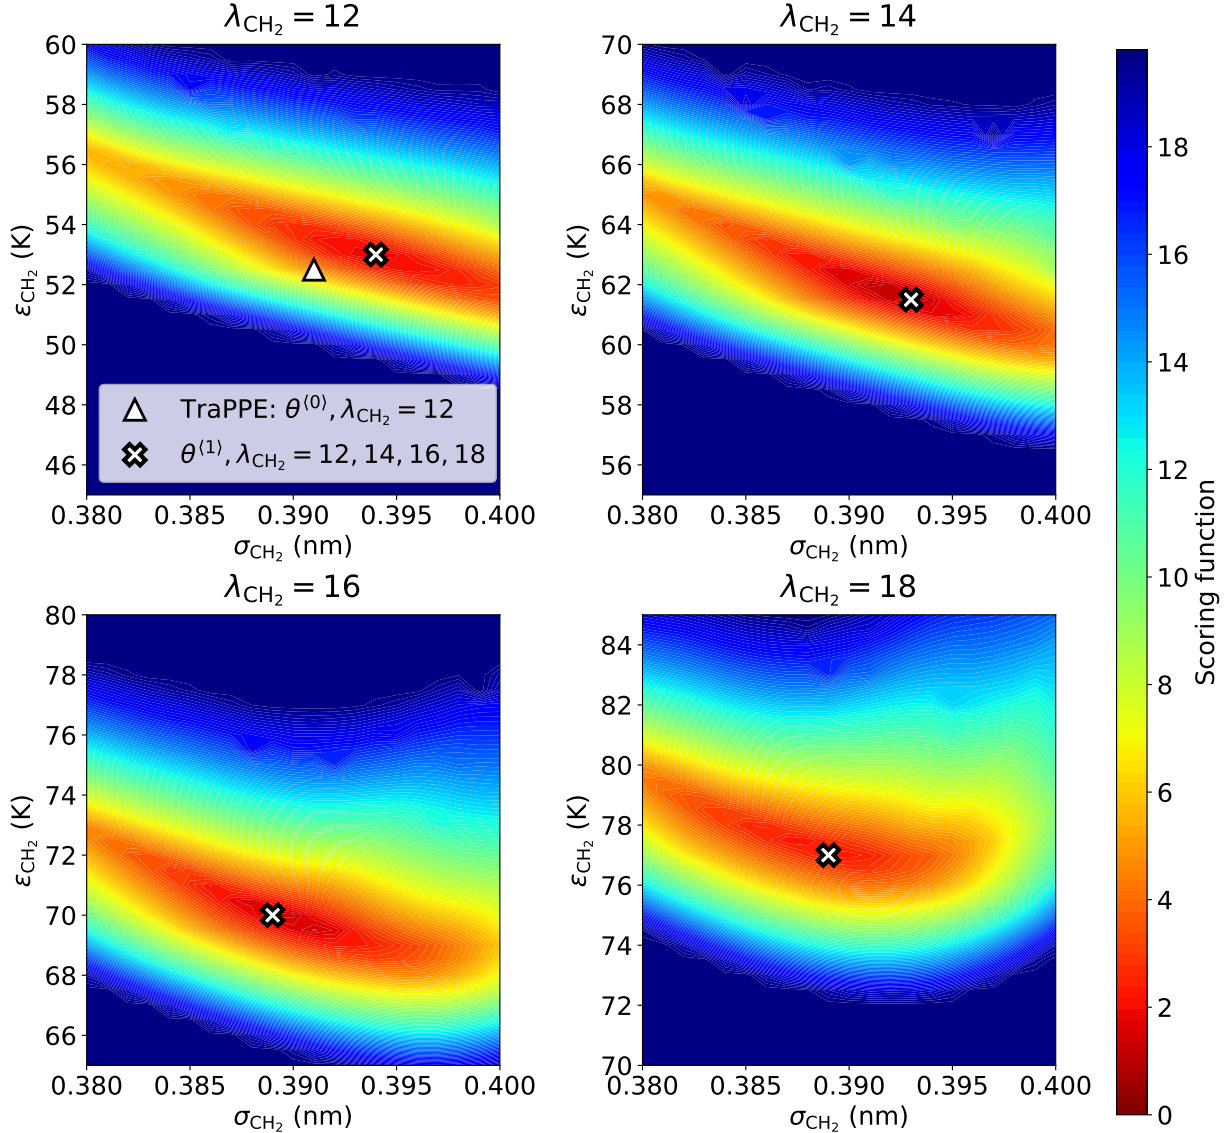 λCH₂ = 12
60
58
56
54
52
50
48
46
εCH₂ (K)
TraPPE: θ⟨0⟩, λCH₂ = 12
θ⟨1⟩, λCH₂ = 12, 14, 16, 18
0.380 0.385 0.390 0.395 0.400
σCH₂ (nm)
λCH₂ = 14
70
68
66
64
62
60
58
56
εCH₂ (K)
0.380 0.385 0.390 0.395 0.400
σCH₂ (nm)
λCH₂ = 16
80
78
76
74
72
70
68
66
εCH₂ (K)
0.380 0.385 0.390 0.395 0.400
σCH₂ (nm)
λCH₂ = 18
84
82
80
78
76
74
72
70
εCH₂ (K)
0.380 0.385 0.390 0.395 0.400
σCH₂ (nm)
18
16
14
12
10
8
6
4
2
0
Scoring function